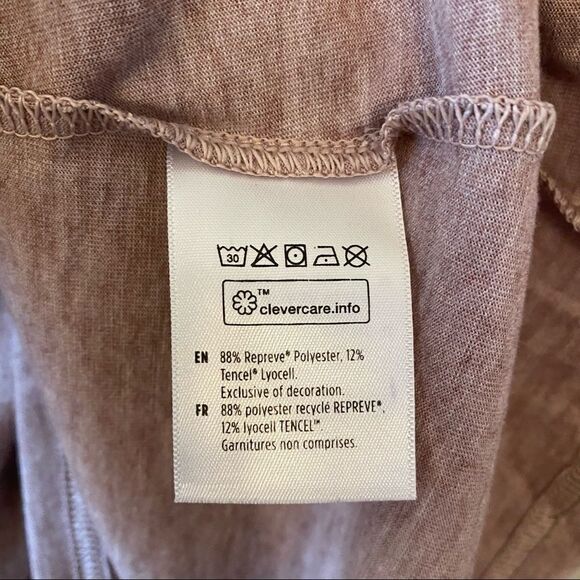 30
™
clevercare.info
EN 88% Repreve® Polyester, 12%
Tencel® Lyocell.
Exclusive of decoration.
FR 88% polyester recyclé REPREVE®,
12% lyocell TENCEL™.
Garnitures non comprises.